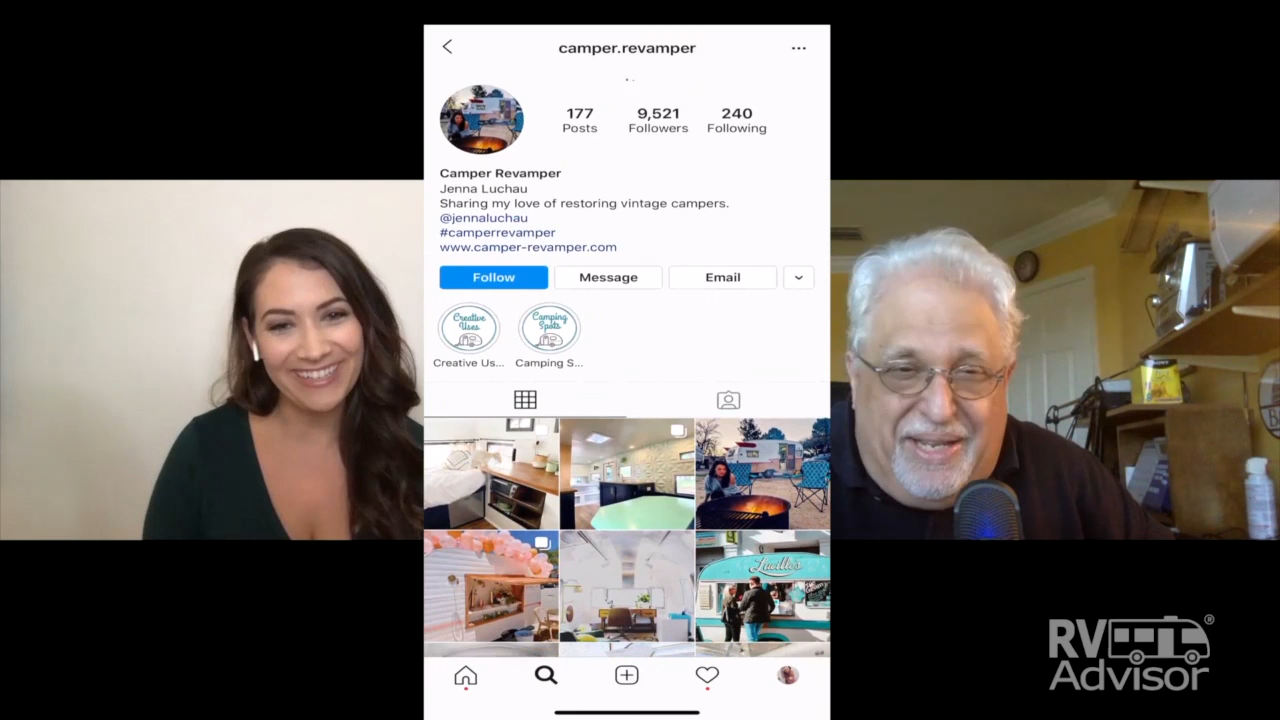 camper.revamper
177
Posts
9,521
Followers
240
Following
Camper Revamper
Jenna Luchau
Sharing my love of restoring vintage campers.
@jennaluchau
#camperrevamper
www.camper-revamper.com
Follow
Message
Email
Creative
Uses
Camping
Spots
Creative Us...
Camping S...
Lucille's
RV
Advisor
®